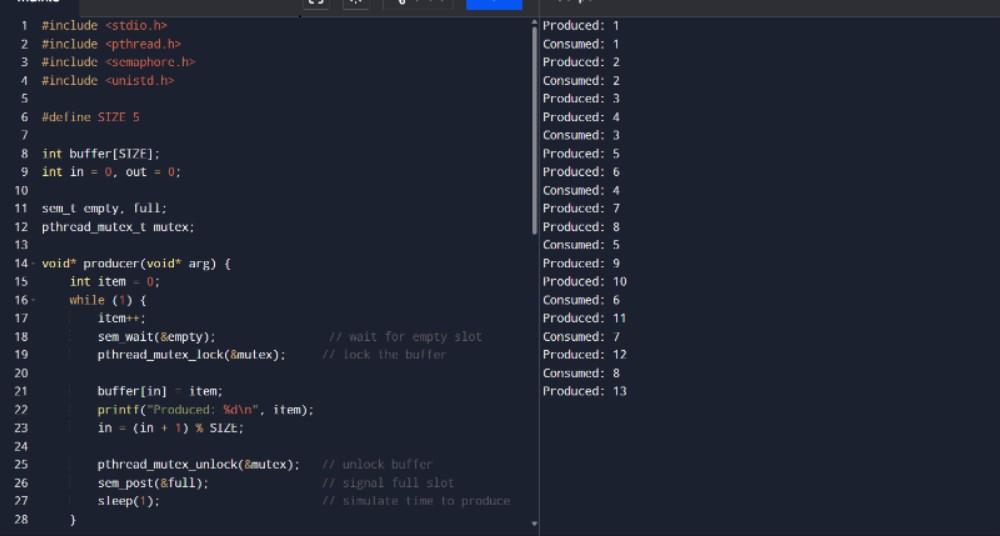 1 #include <stdio.h>
2 #include <pthread.h>
3 #include <semaphore.h>
4 #include <unistd.h>
5
6 #define SIZE 5
7
8 int buffer[SIZE];
9 int in = 0, out = 0;
10
11 sem_t empty, full;
12 pthread_mutex_t mutex;
13
14 void* producer(void* arg) {
15 int item = 0;
16 while (1) {
17 item++;
18 sem_wait(&empty); // wait for empty slot
19 pthread_mutex_lock(&mutex); // lock the buffer
20
21 buffer[in] = item;
22 printf("Produced: %d\n", item);
23 in = (in + 1) % SIZE;
24
25 pthread_mutex_unlock(&mutex); // unlock buffer
26 sem_post(&full); // signal full slot
27 sleep(1); // simulate time to produce
28 }
Produced: 1
Consumed: 1
Produced: 2
Consumed: 2
Produced: 3
Produced: 4
Consumed: 3
Produced: 5
Produced: 6
Consumed: 4
Produced: 7
Produced: 8
Consumed: 5
Produced: 9
Produced: 10
Consumed: 6
Produced: 11
Consumed: 7
Produced: 12
Consumed: 8
Produced: 13